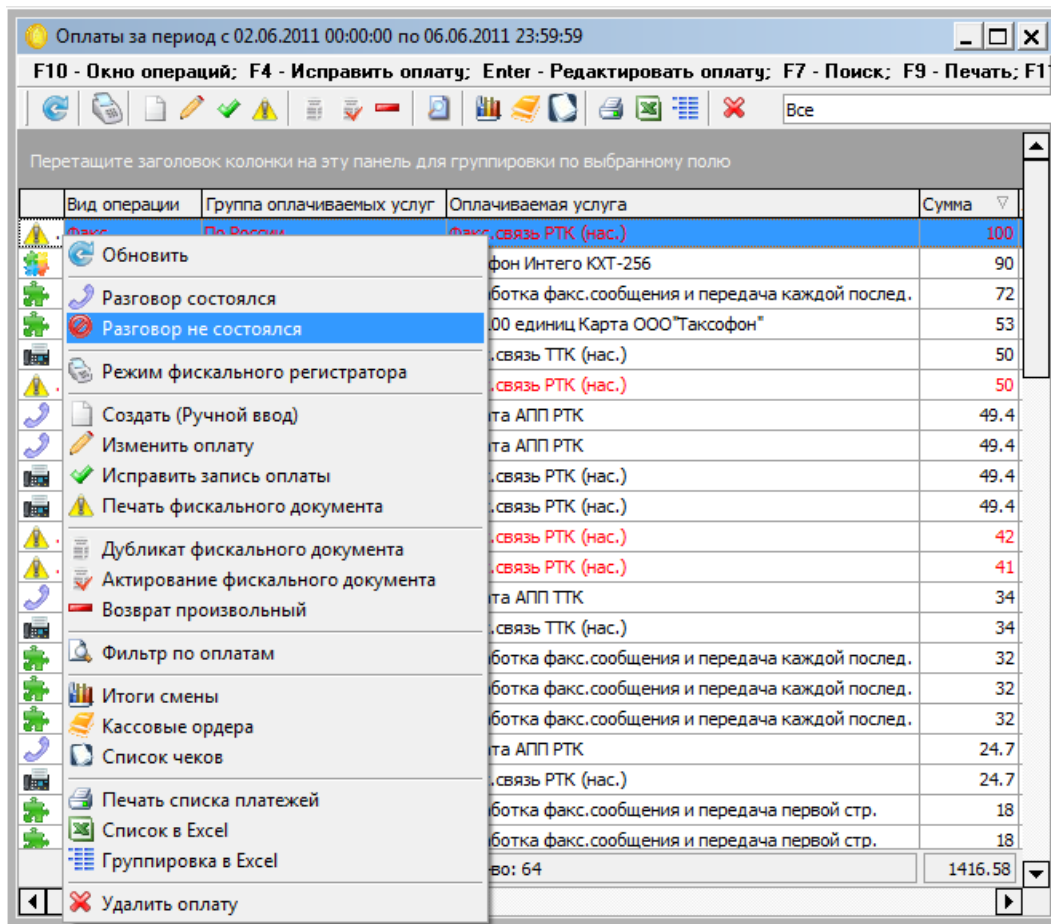 Оплаты за период с 02.06.2011 00:00:00 по 06.06.2011 23:59:59
F10 - Окно операций; F4 - Исправить оплату; Enter - Редактировать оплату; F7 - Поиск; F9 - Печать; F11
Все
Перетащите заголовок колонки на эту панель для группировки по выбранному полю
Вид операции Группа оплачиваемых услуг Оплачиваемая услуга Сумма
Факс По России Факс.связь РТК (нас.) 100
Обновить
Разговор состоялся
Разговор не состоялся
Режим фискального регистратора
Создать (Ручной ввод)
Изменить оплату
Исправить запись оплаты
Печать фискального документа
Дубликат фискального документа
Актирование фискального документа
Возврат произвольный
Фильтр по оплатам
Итоги смены
Кассовые ордера
Список чеков
Печать списка платежей
Список в Excel
Группировка в Excel
Удалить оплату
фон Интего КХТ-256 90
ботка факс.сообщения и передача каждой послед. 72
.00 единиц Карта ООО"Таксофон" 53
.связь ТТК (нас.) 50
.связь РТК (нас.) 50
та АПП РТК 49.4
та АПП РТК 49.4
.связь РТК (нас.) 49.4
.связь РТК (нас.) 49.4
.связь РТК (нас.) 42
.связь РТК (нас.) 41
та АПП ТТК 34
.связь ТТК (нас.) 34
ботка факс.сообщения и передача каждой послед. 32
ботка факс.сообщения и передача каждой послед. 32
ботка факс.сообщения и передача каждой послед. 32
та АПП РТК 24.7
.связь РТК (нас.) 24.7
ботка факс.сообщения и передача первой стр. 18
ботка факс.сообщения и передача первой стр. 18
во: 64 1416.58